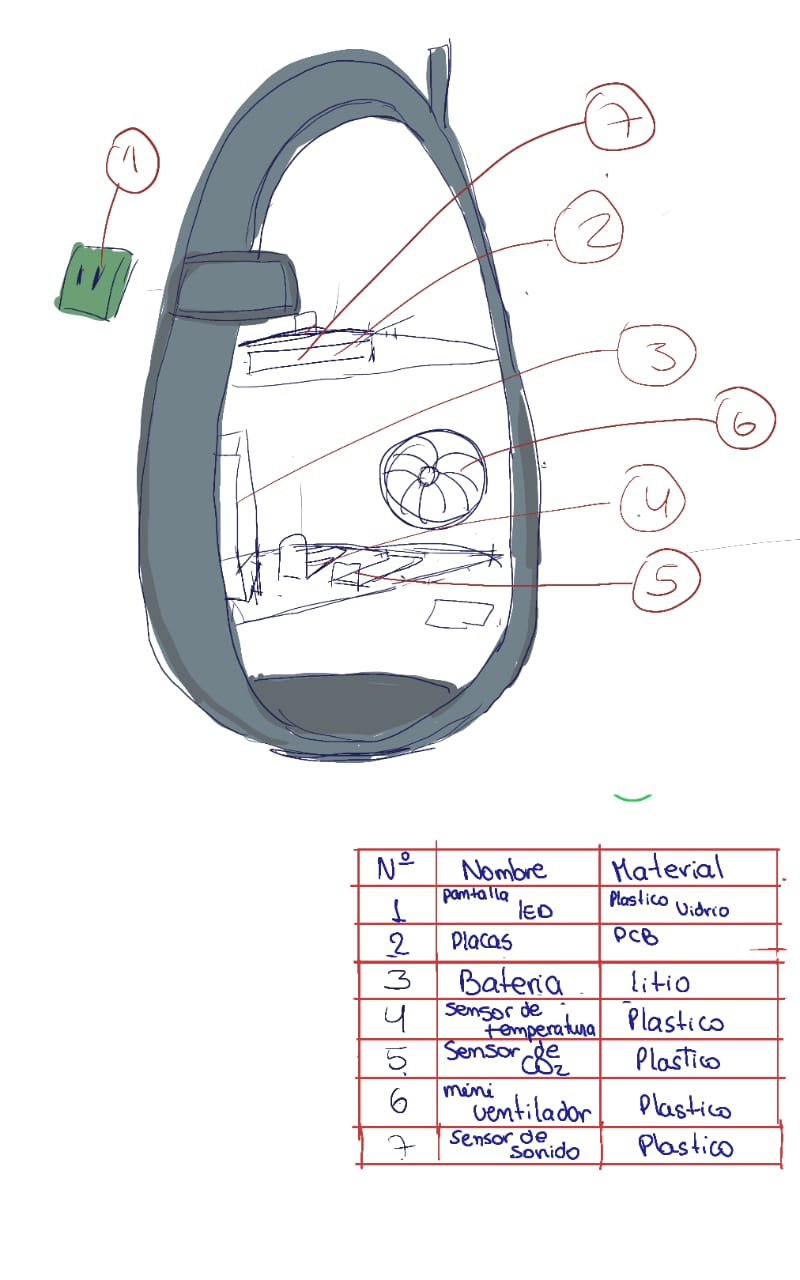 7
1
2
3
6
4
5
Nº Nombre Material
1 pamtalla lED Plastico Vidrio
2 Placas PCB
3 Bateria litio
4 sensor de temperatura Plastico
5 Sensor de CO2 Plastico
6 mini ventilador Plastico
7 sensor de sonido Plastico